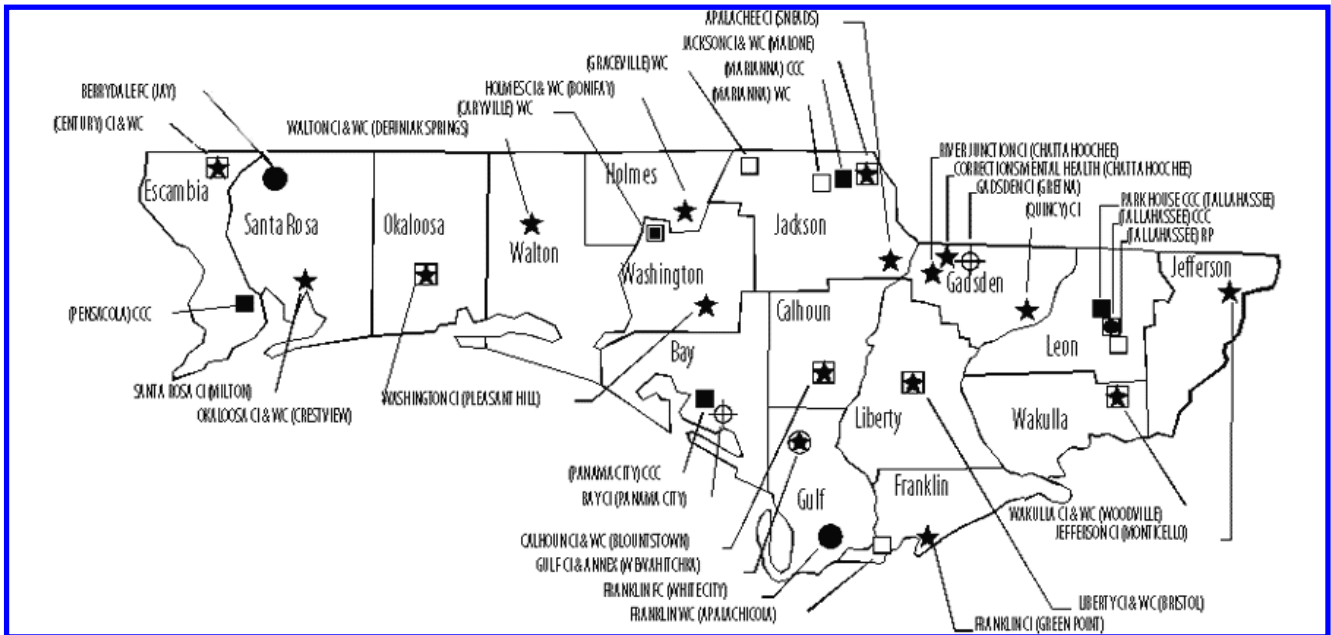 APALACHEE CI (SNEADS)
JACKSON CI & WC (MALONE)
(GRACEVILLE) WC
(MARIANNA) CCC
HOLMES CI & WC (BONIFAY)
(MARIANNA) WC
BERRYDALE FC (JAY)
(CARYVILLE) WC
(CENTURY) CI & WC
WALTON CI & WC (DEFINIAK SPRINGS)
RIVER JUNCTION CI (CHATTAHOOCHEE)
CORRECTIONS MENTAL HEALTH (CHATTAHOOCHEE)
GADSDEN CI (GRETNA)
(QUINCY) CI
PARK HOUSE CCC (TALLAHASSEE)
(TALLAHASSEE) CCC
(TALLAHASSEE) RP
Escambia
Santa Rosa
Okaloosa
Walton
Holmes
Washington
Jackson
Gadsden
Jefferson
Calhoun
Bay
Leon
Liberty
Wakulla
Gulf
Franklin
(PENSACOLA) CCC
SANTA ROSA CI (MILTON)
OKALOOSA CI & WC (CRESTVIEW)
WASHINGTON CI (PLEASANT HILL)
(PANAMA CITY) CCC
BAY CI (PANAMA CITY)
CALHOUN CI & WC (BLOUNTSTOWN)
GULF CI & ANNEX (WEWAHITCHKA)
FRANKLIN FC (WHITE CITY)
FRANKLIN WC (APALACHICOLA)
WAKULLA CI & WC (WOODVILLE)
JEFFERSON CI (MONTICELLO)
LIBERTY CI & WC (BRISTOL)
FRANKLIN CI (GREEN POINT)